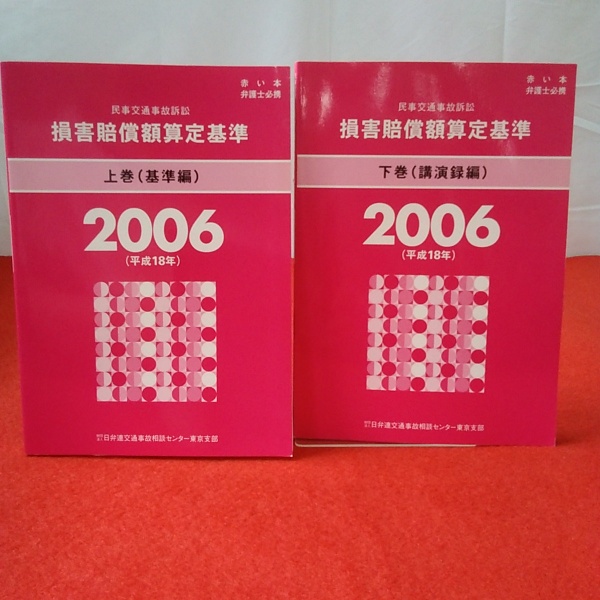 赤い本
弁護士必携
民事交通事故訴訟
損害賠償額算定基準
上巻（基準編）
2006
（平成18年）
日弁連交通事故相談センター東京支部
赤い本
弁護士必携
民事交通事故訴訟
損害賠償額算定基準
下巻（講演録編）
2006
（平成18年）
日弁連交通事故相談センター東京支部